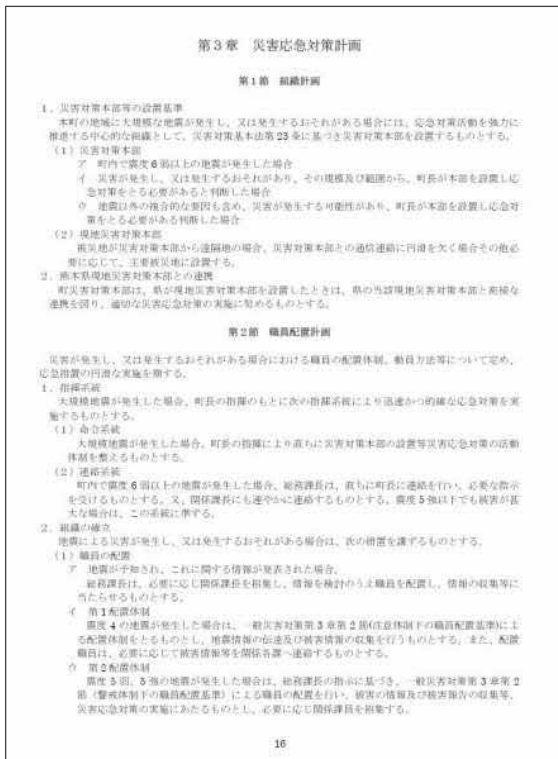 第3章　災害応急対策計画
第1節　組織計画
1．災害対策本部等の設置基準
本町の地域に大規模な地震が発生し、又は発生するおそれがある場合には、応急対策活動を強力に
推進する中心的な組織として、災害対策基本法第23条に基づき災害対策本部を設置するものとする。
（1）災害対策本部
ア　町内で震度6弱以上の地震が発生した場合
イ　災害が発生し、又は発生するおそれがあり、その規模及び範囲から、町長が本部を設置し応
急対策をとる必要があると判断した場合
ウ　地震以外の複合的な要因も含め、災害が発生する可能性があり、町長が本部を設置し応急対
策をとる必要がある判断した場合
（2）現地災害対策本部
被災地が災害対策本部から遠隔地の場合、災害対策本部との通信連絡に円滑を欠く場合その他必
要に応じて、主要被災地に設置する。
2．熊本県現地災害対策本部との連携
町災害対策本部は、県が現地災害対策本部を設置したときは、県の当該現地災害対策本部と密接な
連携を図り、適切な災害応急対策の実施に努めるものとする。
第2節　職員配置計画
災害が発生し、又は発生するおそれがある場合における職員の配置体制、動員方法等について定め、
応急措置の円滑な実施を期する。
1．指揮系統
大規模地震が発生した場合、町長の指揮のもとに次の指揮系統により迅速かつ的確な応急対策を実
施するものとする。
（1）命令系統
大規模地震が発生した場合、町長の指揮により直ちに災害対策本部の設置等災害応急対策の活動
体制を整えるものとする。
（2）連絡系統
町内で震度6弱以上の地震が発生した場合、総務課長は、直ちに町長に連絡を行い、必要な指示
を受けるものとする。又、関係課長にも速やかに連絡するものとする。震度5強以下でも被害が甚
大な場合は、この系統に準ずる。
2．組織の確立
地震による災害が発生し、又は発生するおそれがある場合は、次の措置を講ずるものとする。
（1）職員の配置
ア　地震が予知され、これに関する情報が発表された場合。
総務課長は、必要に応じ関係課長を招集し、情報を検討のうえ職員を配置し、情報の収集等に
当たらせるものとする。
イ　第1配置体制
震度4の地震が発生した場合は、一般災害対策第3章第2節(注意体制下の職員配置基準)によ
る配置体制をとるものとし、地震情報の伝達及び被害情報の収集を行うものとする。また、配置
職員は、必要に応じて被害情報等を関係各課へ連絡するものとする。
ウ　第2配置体制
震度5弱、5強の地震が発生した場合は、総務課長の指示に基づき、一般災害対策第3章第2
節（警戒体制下の職員配置基準）による職員の配置を行い、被害の情報及び被害報告の収集等、
災害応急対策の実施にあたるものとし、必要に応じ関係課員を招集する。
16